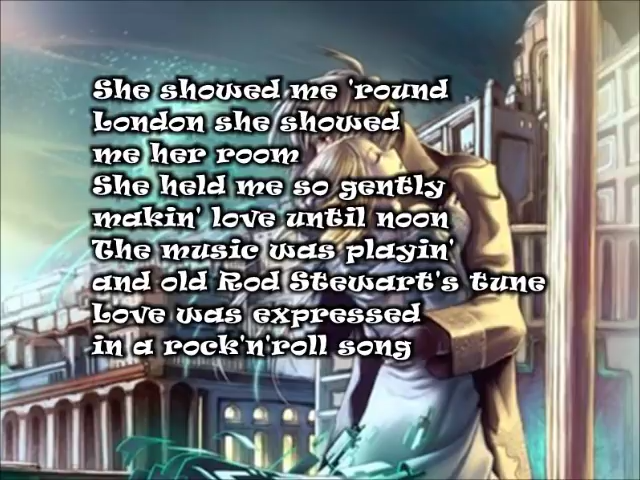 She showed me 'round
London she showed
me her room
She held me so gently
makin' love until noon
The music was playin'
and old Rod Stewart's tune
Love was expressed
in a rock'n'roll song